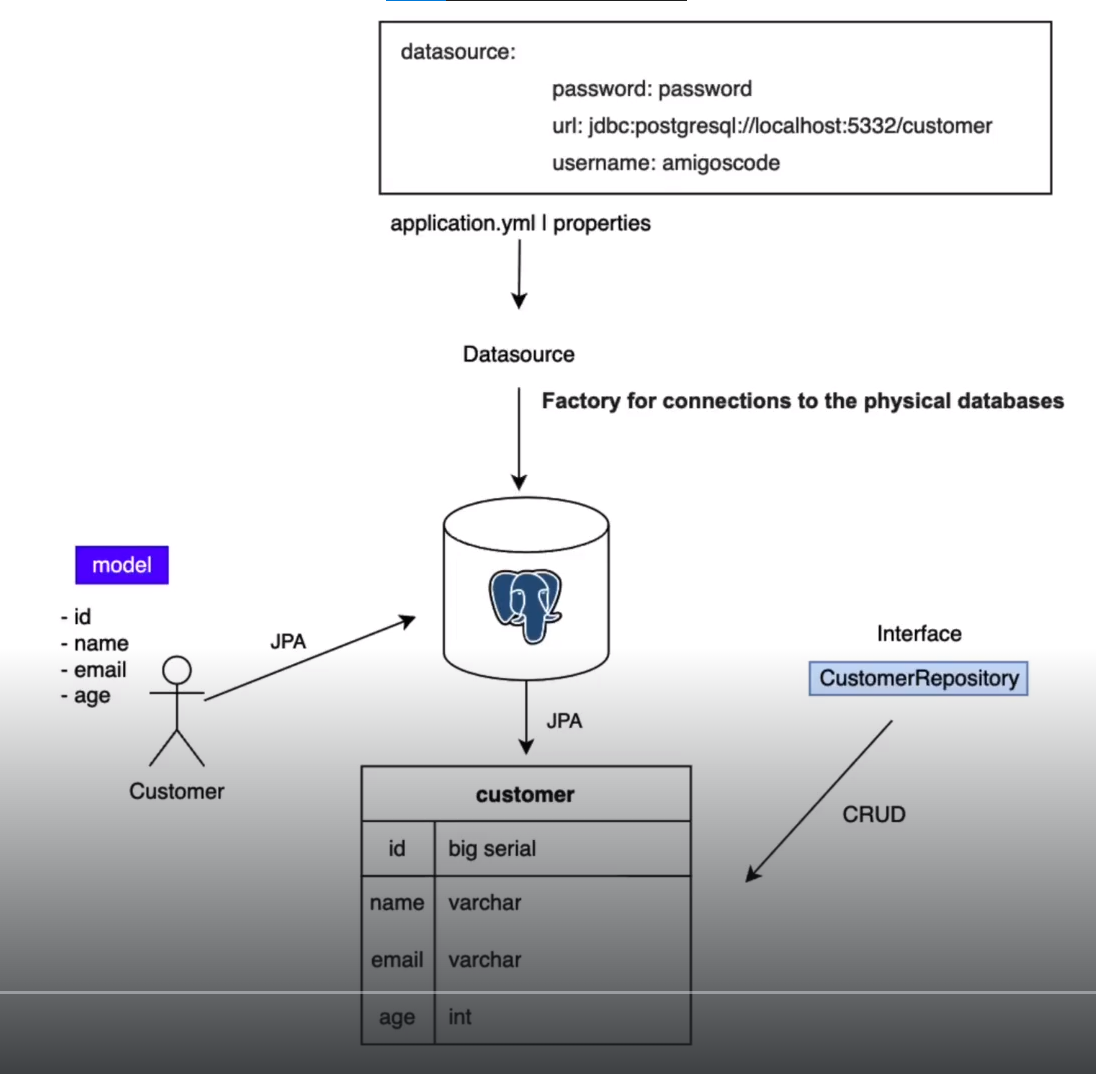 datasource:
password: password
url: jdbc:postgresql://localhost:5332/customer
username: amigoscode
application.yml | properties
Datasource
Factory for connections to the physical databases
model
- id
- name
- email
- age
JPA
Customer
Interface
CustomerRepository
JPA
CRUD
customer
id big serial
name varchar
email varchar
age int